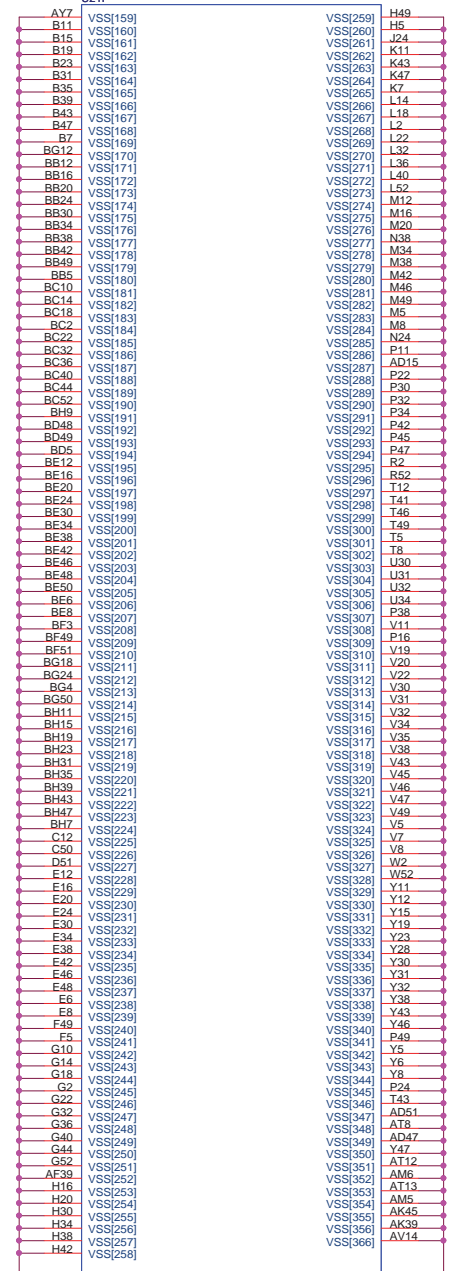 AY7 VSS[159] VSS[259] H49
B11 VSS[160] VSS[260] H5
B15 VSS[161] VSS[261] J24
B19 VSS[162] VSS[262] K11
B23 VSS[163] VSS[263] K43
B31 VSS[164] VSS[264] K47
B35 VSS[165] VSS[265] K7
B39 VSS[166] VSS[266] L14
B43 VSS[167] VSS[267] L18
B47 VSS[168] VSS[268] L2
B7 VSS[169] VSS[269] L22
BG12 VSS[170] VSS[270] L32
BB12 VSS[171] VSS[271] L36
BB16 VSS[172] VSS[272] L40
BB20 VSS[173] VSS[273] L52
BB24 VSS[174] VSS[274] M12
BB30 VSS[175] VSS[275] M16
BB34 VSS[176] VSS[276] M20
BB38 VSS[177] VSS[277] N38
BB42 VSS[178] VSS[278] M34
BB49 VSS[179] VSS[279] M38
BB5 VSS[180] VSS[280] M42
BC10 VSS[181] VSS[281] M46
BC14 VSS[182] VSS[282] M49
BC18 VSS[183] VSS[283] M5
BC2 VSS[184] VSS[284] M8
BC22 VSS[185] VSS[285] N24
BC32 VSS[186] VSS[286] P11
BC36 VSS[187] VSS[287] AD15
BC40 VSS[188] VSS[288] P22
BC44 VSS[189] VSS[289] P30
BC52 VSS[190] VSS[290] P32
BH9 VSS[191] VSS[291] P34
BD48 VSS[192] VSS[292] P42
BD49 VSS[193] VSS[293] P45
BD5 VSS[194] VSS[294] P47
BE12 VSS[195] VSS[295] R2
BE16 VSS[196] VSS[296] R52
BE20 VSS[197] VSS[297] T12
BE24 VSS[198] VSS[298] T41
BE30 VSS[199] VSS[299] T46
BE34 VSS[200] VSS[300] T49
BE38 VSS[201] VSS[301] T5
BE42 VSS[202] VSS[302] T8
BE46 VSS[203] VSS[303] U30
BE48 VSS[204] VSS[304] U31
BE50 VSS[205] VSS[305] U32
BE6 VSS[206] VSS[306] U34
BE8 VSS[207] VSS[307] P38
BF3 VSS[208] VSS[308] V11
BF49 VSS[209] VSS[309] P16
BF51 VSS[210] VSS[310] V19
BG18 VSS[211] VSS[311] V20
BG24 VSS[212] VSS[312] V22
BG4 VSS[213] VSS[313] V30
BG50 VSS[214] VSS[314] V31
BH11 VSS[215] VSS[315] V32
BH15 VSS[216] VSS[316] V34
BH19 VSS[217] VSS[317] V35
BH23 VSS[218] VSS[318] V38
BH31 VSS[219] VSS[319] V43
BH35 VSS[220] VSS[320] V45
BH39 VSS[221] VSS[321] V46
BH43 VSS[222] VSS[322] V47
BH47 VSS[223] VSS[323] V49
BH7 VSS[224] VSS[324] V5
C12 VSS[225] VSS[325] V7
C50 VSS[226] VSS[326] V8
D51 VSS[227] VSS[327] W2
E12 VSS[228] VSS[328] W52
E16 VSS[229] VSS[329] Y11
E20 VSS[230] VSS[330] Y12
E24 VSS[231] VSS[331] Y15
E30 VSS[232] VSS[332] Y19
E34 VSS[233] VSS[333] Y23
E38 VSS[234] VSS[334] Y28
E42 VSS[235] VSS[335] Y30
E46 VSS[236] VSS[336] Y31
E48 VSS[237] VSS[337] Y32
E6 VSS[238] VSS[338] Y38
E8 VSS[239] VSS[339] Y43
F49 VSS[240] VSS[340] Y46
F5 VSS[241] VSS[341] P49
G10 VSS[242] VSS[342] Y5
G14 VSS[243] VSS[343] Y6
G18 VSS[244] VSS[344] Y8
G2 VSS[245] VSS[345] P24
G22 VSS[246] VSS[346] T43
G32 VSS[247] VSS[347] AD51
G36 VSS[248] VSS[348] AT8
G40 VSS[249] VSS[349] AD47
G44 VSS[250] VSS[350] Y47
G52 VSS[251] VSS[351] AT12
AF39 VSS[252] VSS[352] AM6
H16 VSS[253] VSS[353] AT13
H20 VSS[254] VSS[354] AM5
H30 VSS[255] VSS[355] AK45
H34 VSS[256] VSS[356] AK39
H38 VSS[257] VSS[366] AV14
H42 VSS[258]